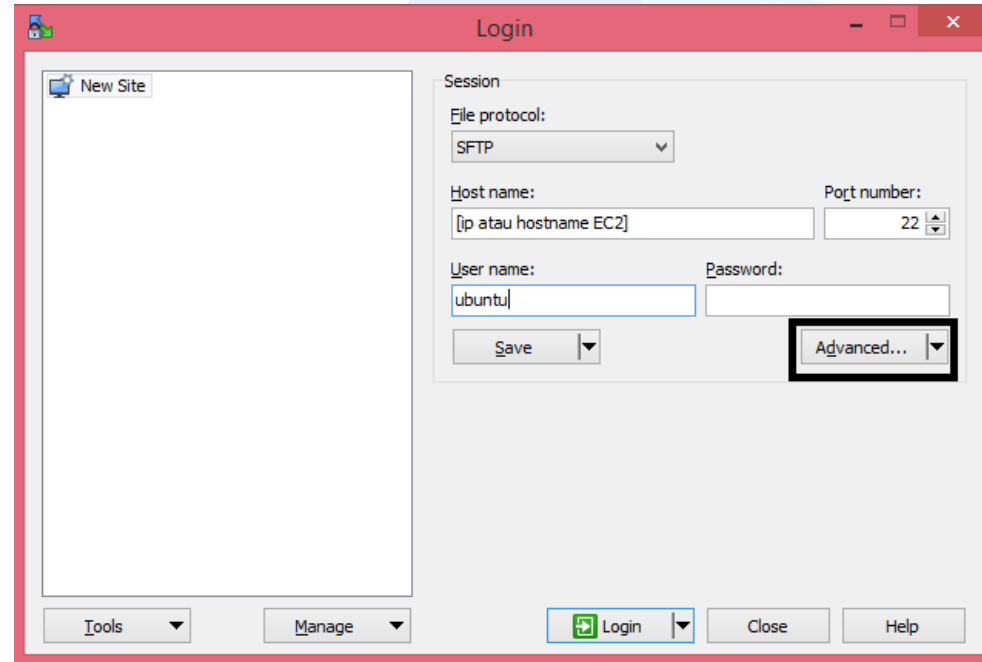 Login
New Site
Session
File protocol:
SFTP
Host name:
Port number:
[ip atau hostname EC2]
22
User name:
Password:
ubuntu
Save
Advanced...
Tools
Manage
Login
Close
Help